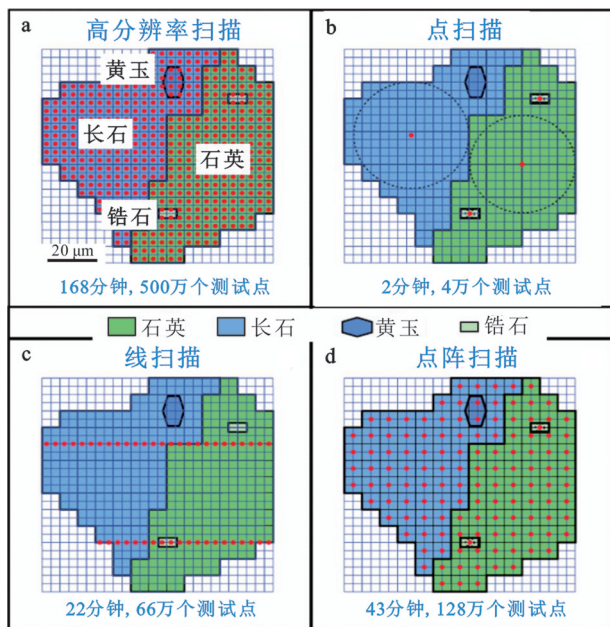 a
高分辨率扫描
黄玉
长石
石英
锆石
20 μm
168分钟, 500万个测试点
b
点扫描
2分钟, 4万个测试点
石英
长石
黄玉
锆石
c
线扫描
22分钟, 66万个测试点
d
点阵扫描
43分钟, 128万个测试点